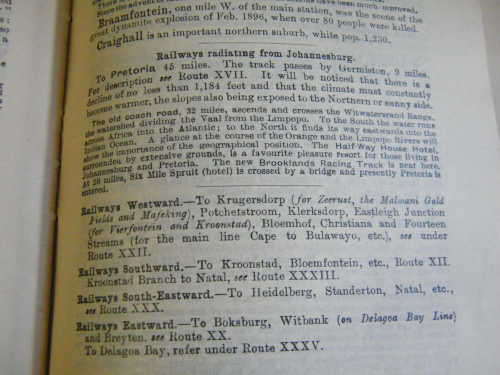 Braamfontein, one mile W. of the main station, was the scene of the
great dynamite explosion of Feb. 1896, when over 80 people were killed.
Craighall is an important northern suburb, white pop. 1,230.
Railways radiating from Johannesburg.
To Pretoria 45 miles. The track passes by Germiston, 9 miles.
For description see Route XVII. It will be noticed that there is a
decline of no less than 1,184 feet and that the climate must constantly
become warmer, the slopes also being exposed to the Northern or sunny side.
The old coach road, 32 miles, ascends and crosses the Witwatersrand Range,
the watershed dividing the Vaal from the Limpopo. To the South the water runs
across Africa into the Atlantic; to the North it finds its way eastwards into the
Indian Ocean. A glance at the course of the Orange and the Limpopo Rivers will
show the importance of the geographical position. The Half-Way House Hotel,
surrounded by extensive grounds, is a favourite pleasure resort for those living in
Johannesburg and Pretoria. The new Brooklands Racing Track is near here.
At 28 miles, Six Mile Spruit (hotel) is crossed by a bridge and presently Pretoria is
entered.
Railways Westward.—To Krugersdorp (for Zeerust, the Malmani Gold
Fields and Mafeking), Potchefstroom, Klerksdorp, Eastleigh Junction
(for Vierfontein and Kroonstad), Bloemhof, Christiana and Fourteen
Streams (for the main line Cape to Bulawayo, etc.), see under
Route XXII.
Railways Southward.—To Kroonstad, Bloemfontein, etc., Route XII.
Kroonstad Branch to Natal, see Route XXXIII.
Railways South-Eastward.—To Heidelberg, Standerton, Natal, etc.,
see Route XXX.
Railways Eastward.—To Boksburg, Witbank (on Delagoa Bay Line)
and Breyten. see Route XX.
To Delagoa Bay, refer under Route XXXV.